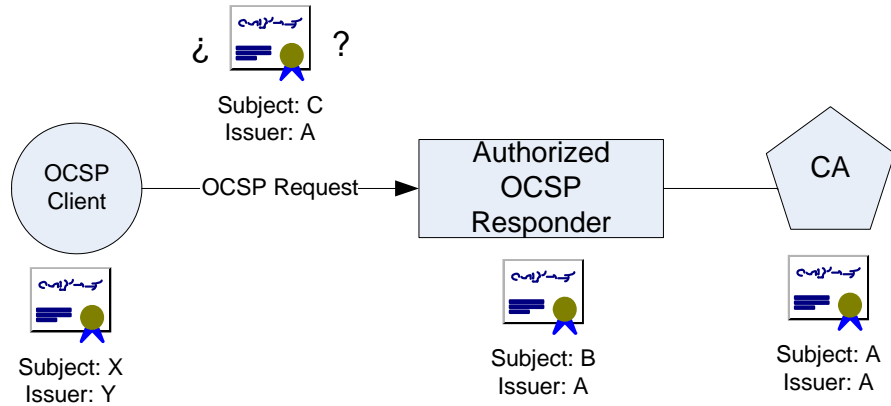 ¿ ?
Subject: C
Issuer: A
OCSP
Client
OCSP Request
Authorized
OCSP
Responder
CA
Subject: X
Issuer: Y
Subject: B
Issuer: A
Subject: A
Issuer: A